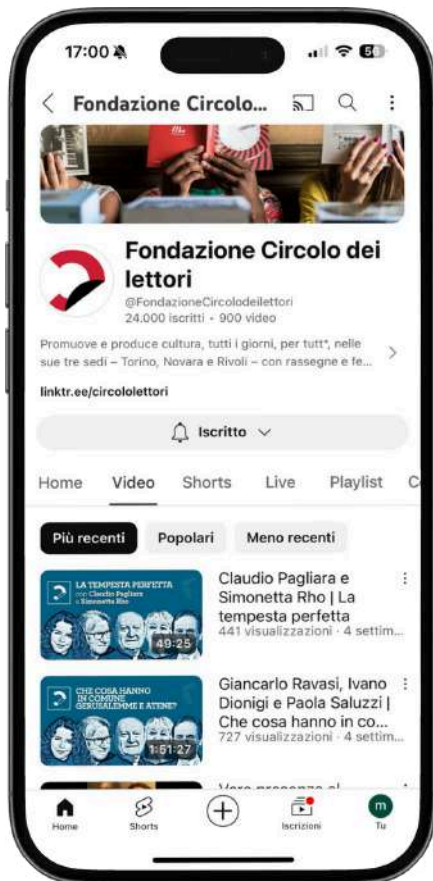 17:00
50
Fondazione Circolo...
Fondazione Circolo dei
lettori
@FondazioneCircolodeilettori
24.000 iscritti • 900 video
Promuove e produce cultura, tutti i giorni, per tutt*, nelle
sue tre sedi – Torino, Novara e Rivoli – con rassegne e fe...
linktr.ee/circololettori
Iscritto
Home Video Shorts Live Playlist C
Più recenti Popolari Meno recenti
LA TEMPESTA PERFETTA
con Claudio Pagliara
e Simonetta Rho
49:25
Claudio Pagliara e
Simonetta Rho | La
tempesta perfetta
441 visualizzazioni · 4 settim...
CHE COSA HANNO
IN COMUNE
GERUSALEMME E ATENE?
1:51:27
Giancarlo Ravasi, Ivano
Dionigi e Paola Saluzzi |
Che cosa hanno in co...
727 visualizzazioni · 4 settim...
Home Shorts Iscrizioni
m
Tu